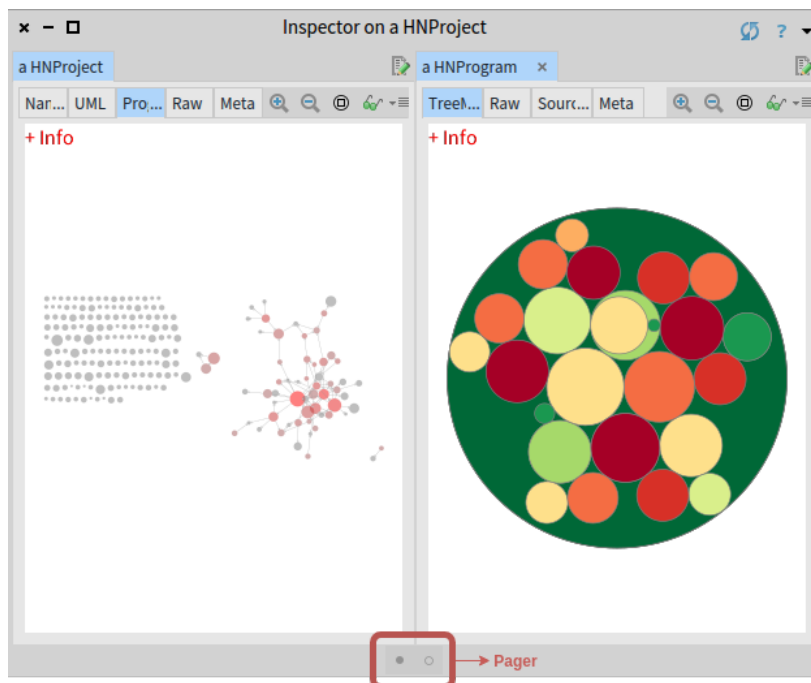 Inspector on a HNProject
?
a HNProject
a HNProgram ×
Nar... UML Pro,... Raw Meta
TreeM... Raw Sourc... Meta
+ Info
+ Info
Pager